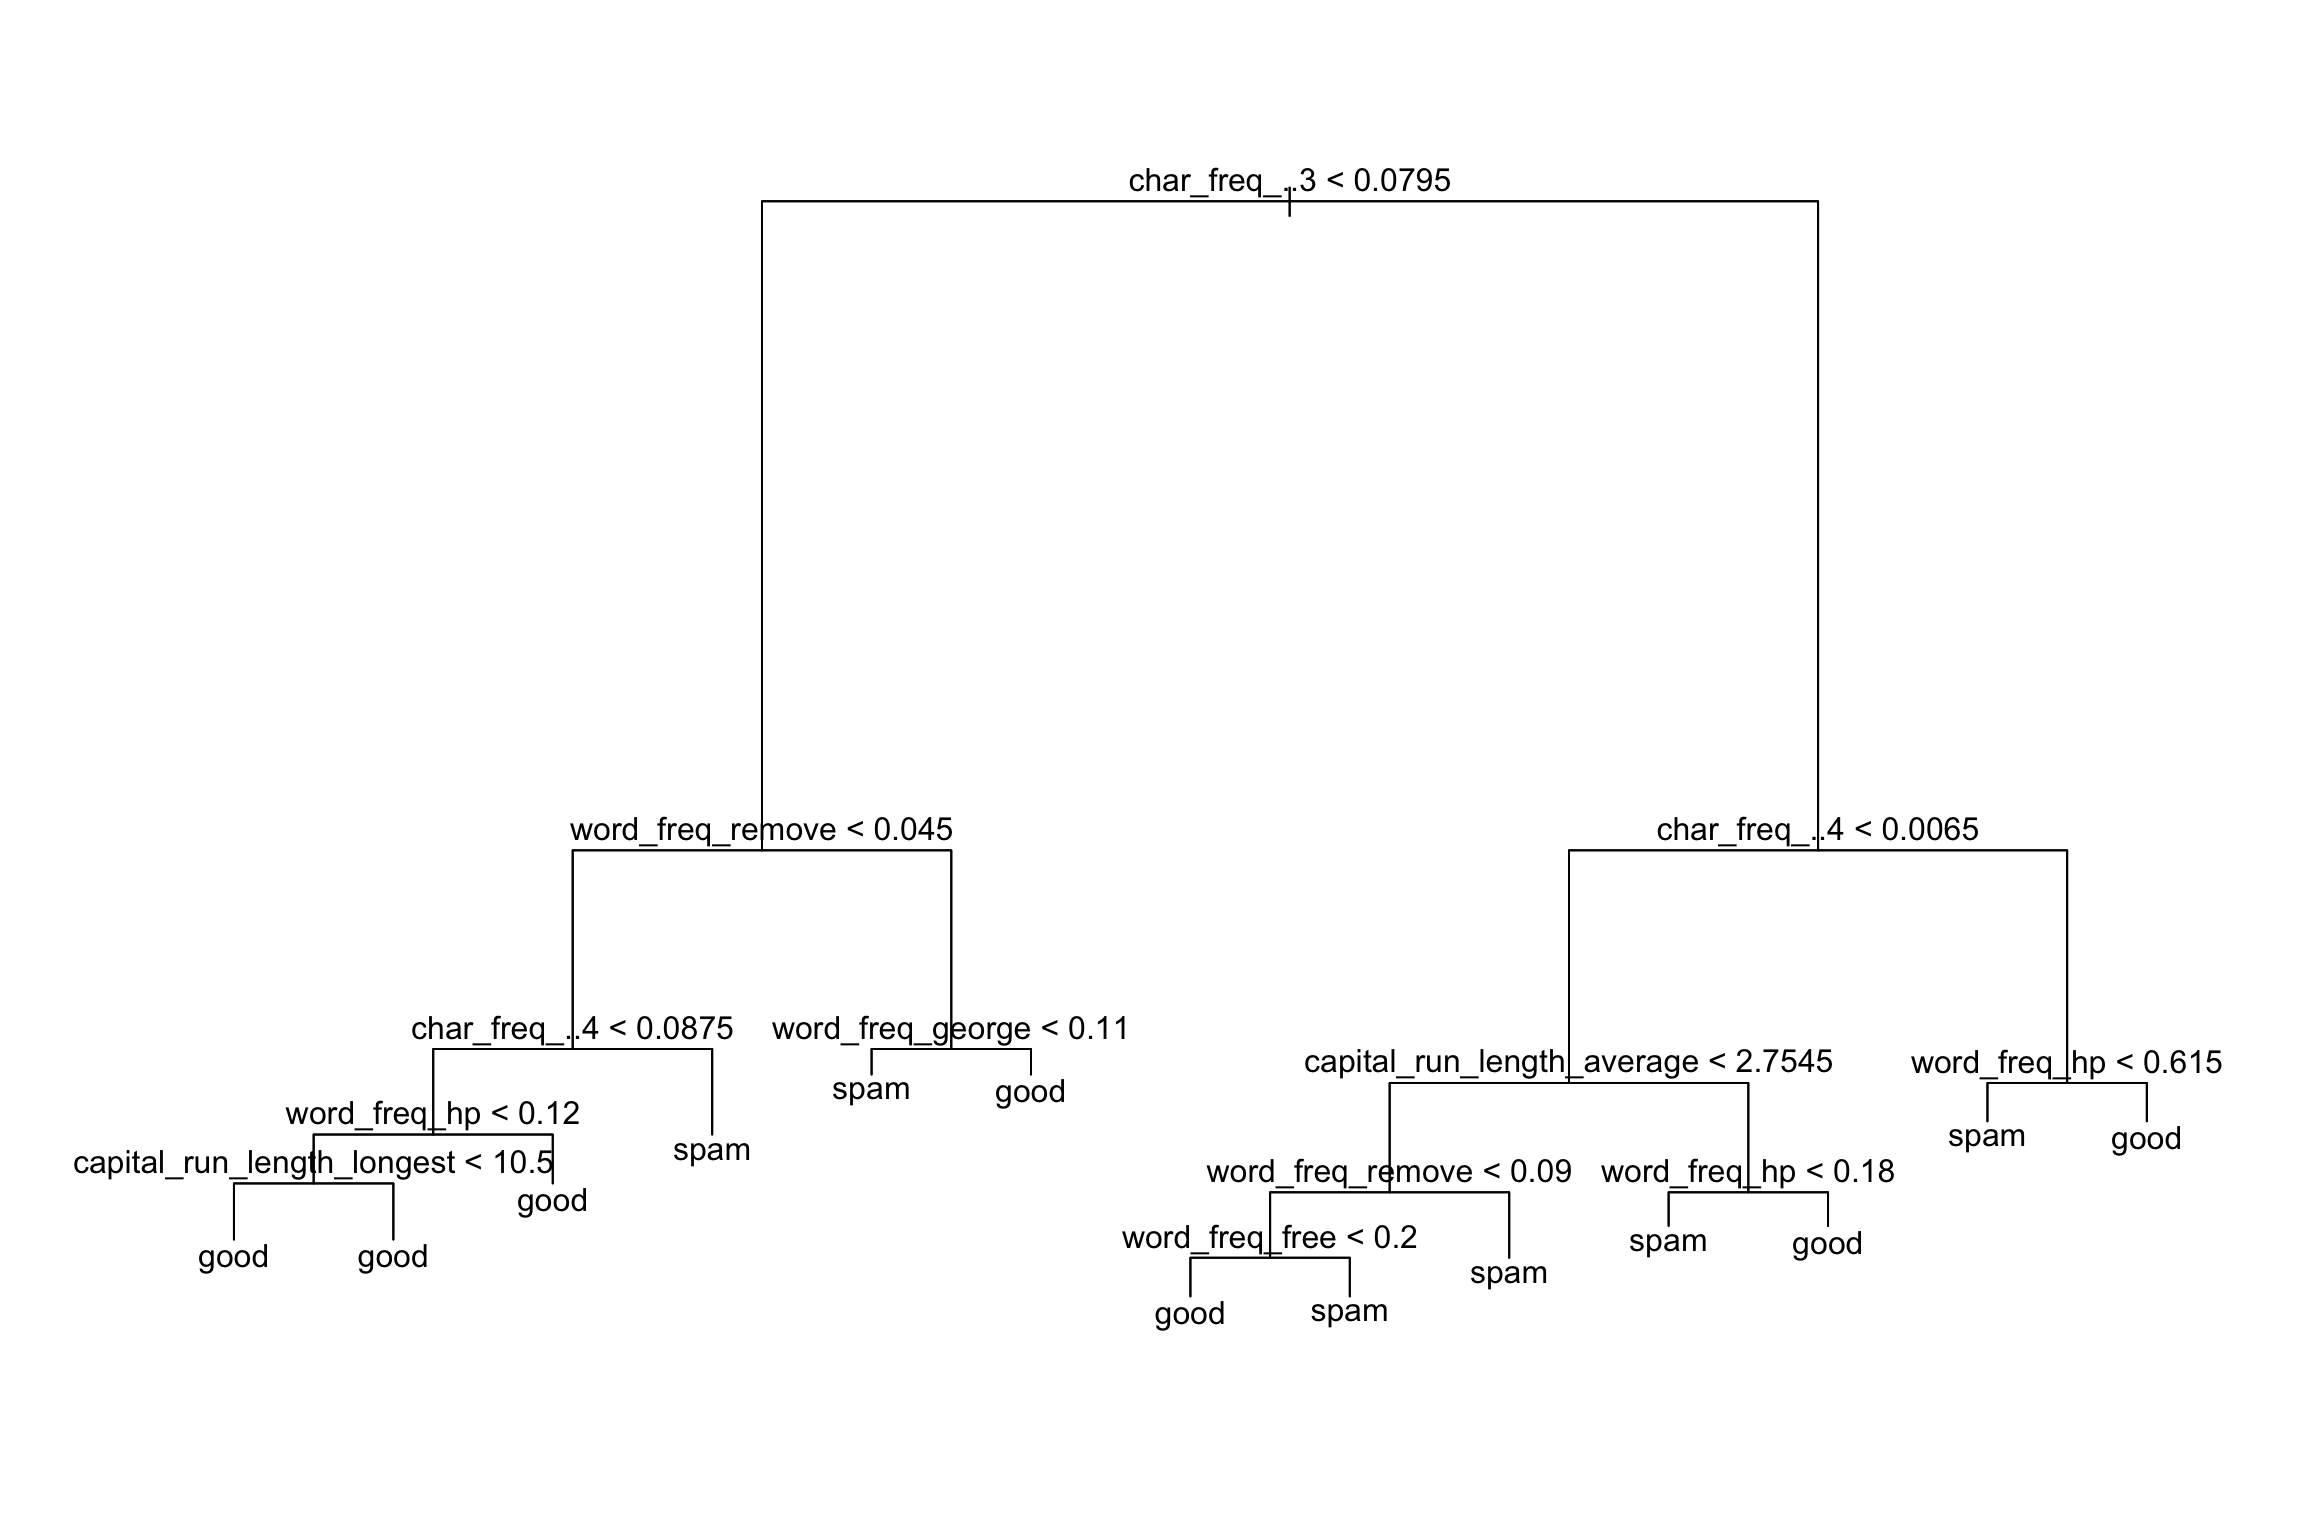 char_freq_..3 < 0.0795
word_freq_remove < 0.045
char_freq_..4 < 0.0065
char_freq_..4 < 0.0875
word_freq_george < 0.11
capital_run_length_average < 2.7545
word_freq_hp < 0.615
spam
good
word_freq_hp < 0.12
spam
spam
good
capital_run_length_longest < 10.5
word_freq_remove < 0.09
word_freq_hp < 0.18
good
good
good
word_freq_free < 0.2
spam
good
spam
good
spam